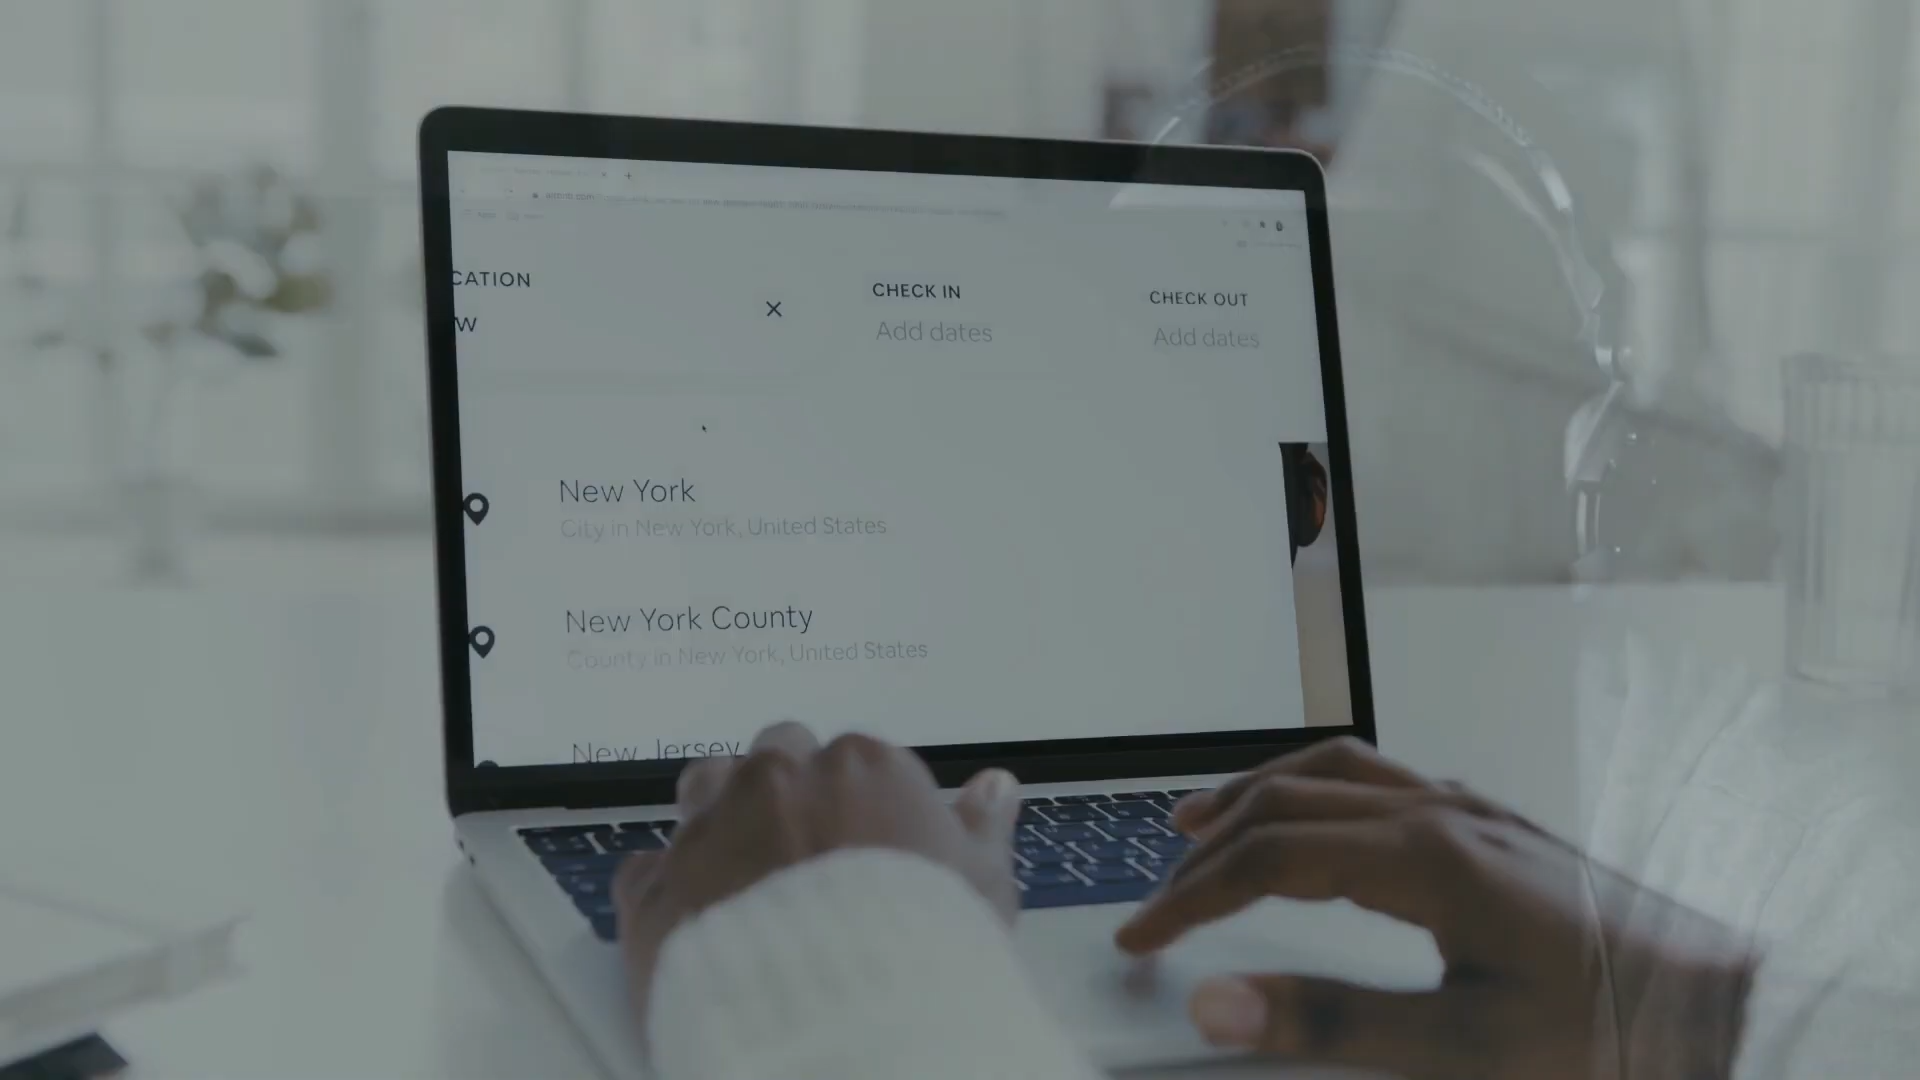 CATION
W
CHECK IN
Add dates
CHECK OUT
Add dates
New York
City in New York, United States
New York County
County in New York, United States
New Jersey